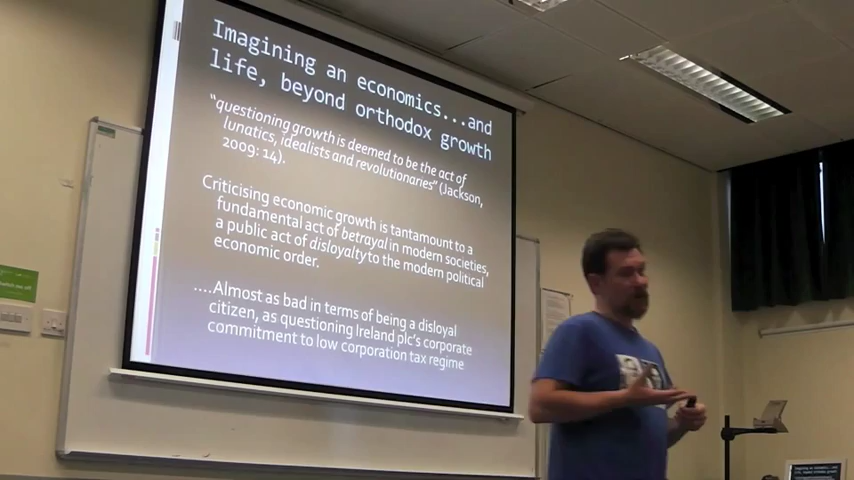 Imagining an economics...and
life, beyond orthodox growth
"questioning growth is deemed to be the act of
lunatics, idealists and revolutionaries" (Jackson,
2009: 14).
Criticising economic growth is tantamount to a
fundamental act of betrayal in modern societies,
a public act of disloyalty to the modern political
economic order.
....Almost as bad in terms of being a disloyal
citizen, as questioning Ireland plc's corporate
commitment to low corporation tax regime